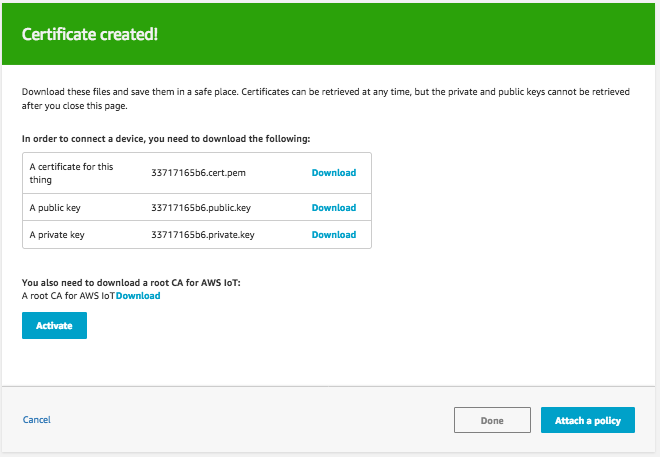 Certificate created!
Download these files and save them in a safe place. Certificates can be retrieved at any time, but the private and public keys cannot be retrieved
after you close this page.
In order to connect a device, you need to download the following:
A certificate for this
thing
33717165b6.cert.pem Download
A public key 33717165b6.public.key Download
A private key 33717165b6.private.key Download
You also need to download a root CA for AWS IoT:
A root CA for AWS IoTDownload
Activate
Cancel Done Attach a policy